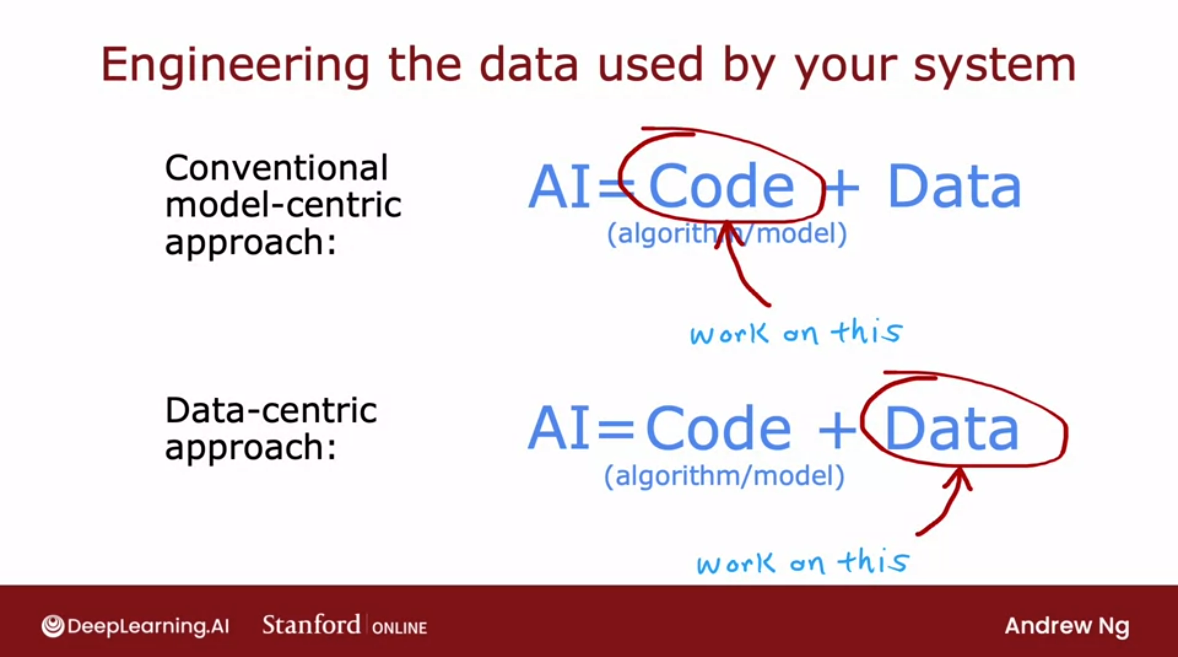 Engineering the data used by your system
Conventional
model-centric
approach:
AI= Code + Data
(algorithm/model)
work on this
Data-centric
approach:
AI= Code + Data
(algorithm/model)
work on this
DeepLearning.AI Stanford | ONLINE Andrew Ng